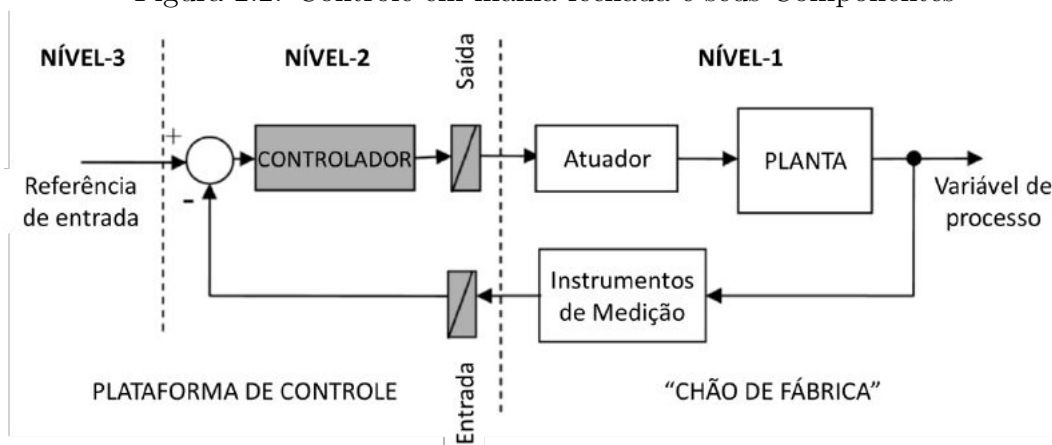 Figura 2.2: Controle em malha fechada e seus Componentes
NÍVEL-3
NÍVEL-2
Saída
NÍVEL-1
+
CONTROLADOR
Atuador
PLANTA
Referência
de entrada
-
Variável de
processo
Instrumentos
de Medição
PLATAFORMA DE CONTROLE
Entrada
“CHÃO DE FÁBRICA”